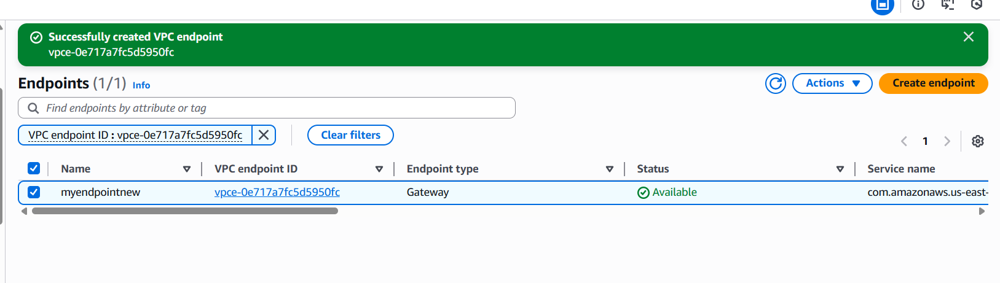 Successfully created VPC endpoint
vpce-0e717a7fc5d5950fc
Endpoints (1/1) Info
Actions
Create endpoint
Find endpoints by attribute or tag
VPC endpoint ID : vpce-0e717a7fc5d5950fc
Clear filters
1
Name VPC endpoint ID Endpoint type Status Service name
myendpointnew vpce-0e717a7fc5d5950fc Gateway Available com.amazonaws.us-east-